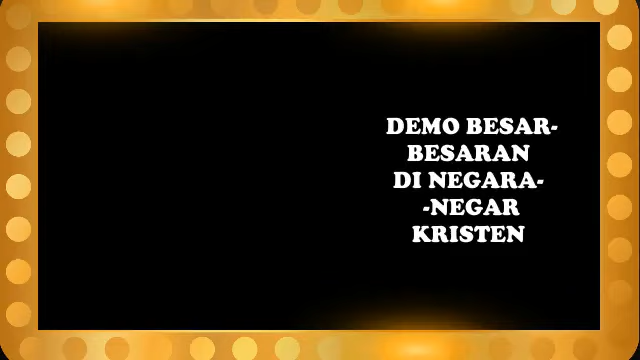 DEMO BESAR-
BESARAN
DI NEGARA-
-NEGAR
KRISTEN